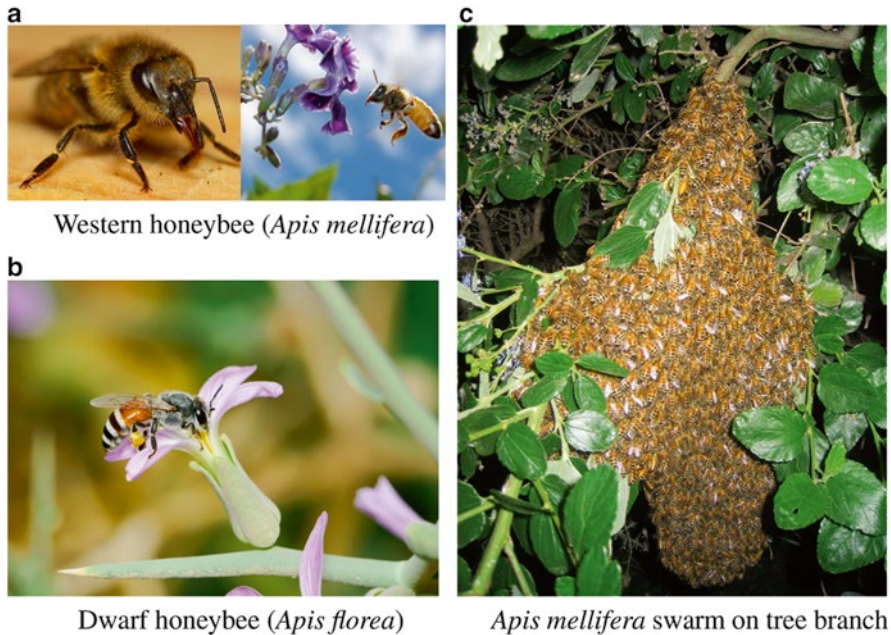 a
Western honeybee (Apis mellifera)
b
Dwarf honeybee (Apis florea)
c
Apis mellifera swarm on tree branch